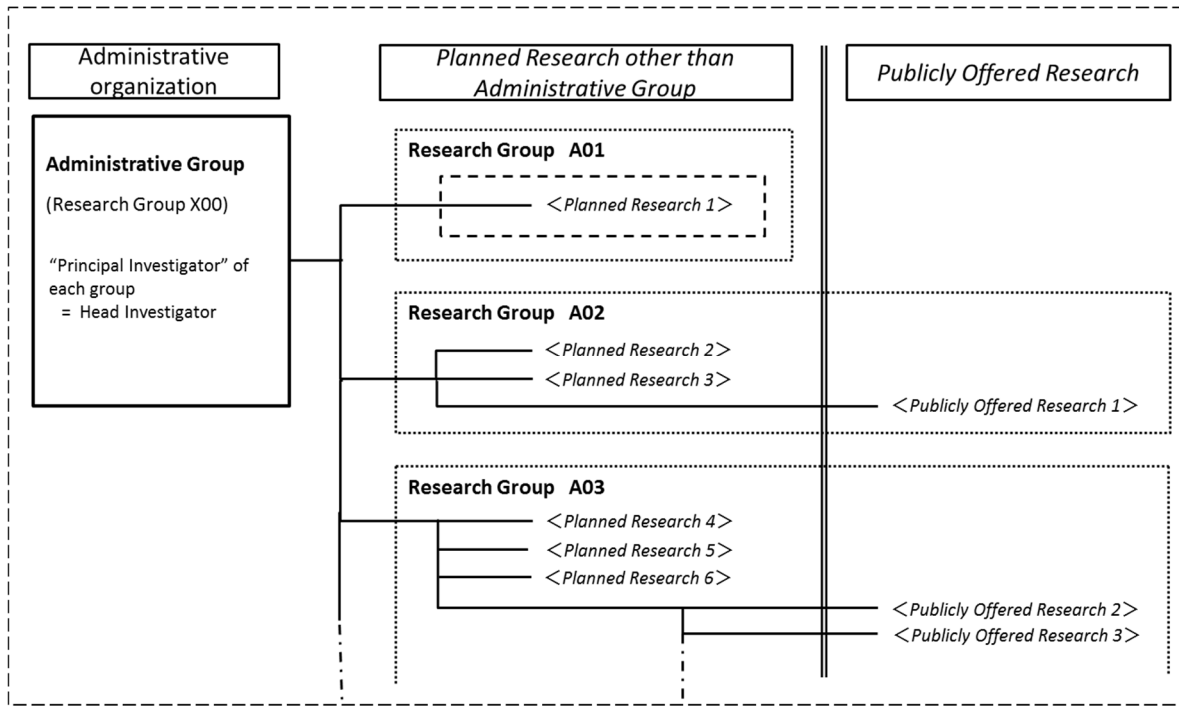 Administrative
organization
Planned Research other than
Administrative Group
Publicly Offered Research
Administrative Group
(Research Group X00)
“Principal Investigator” of
each group
= Head Investigator
Research Group A01
＜Planned Research 1＞
Research Group A02
＜Planned Research 2＞
＜Planned Research 3＞
＜Publicly Offered Research 1＞
Research Group A03
＜Planned Research 4＞
＜Planned Research 5＞
＜Planned Research 6＞
＜Publicly Offered Research 2＞
＜Publicly Offered Research 3＞